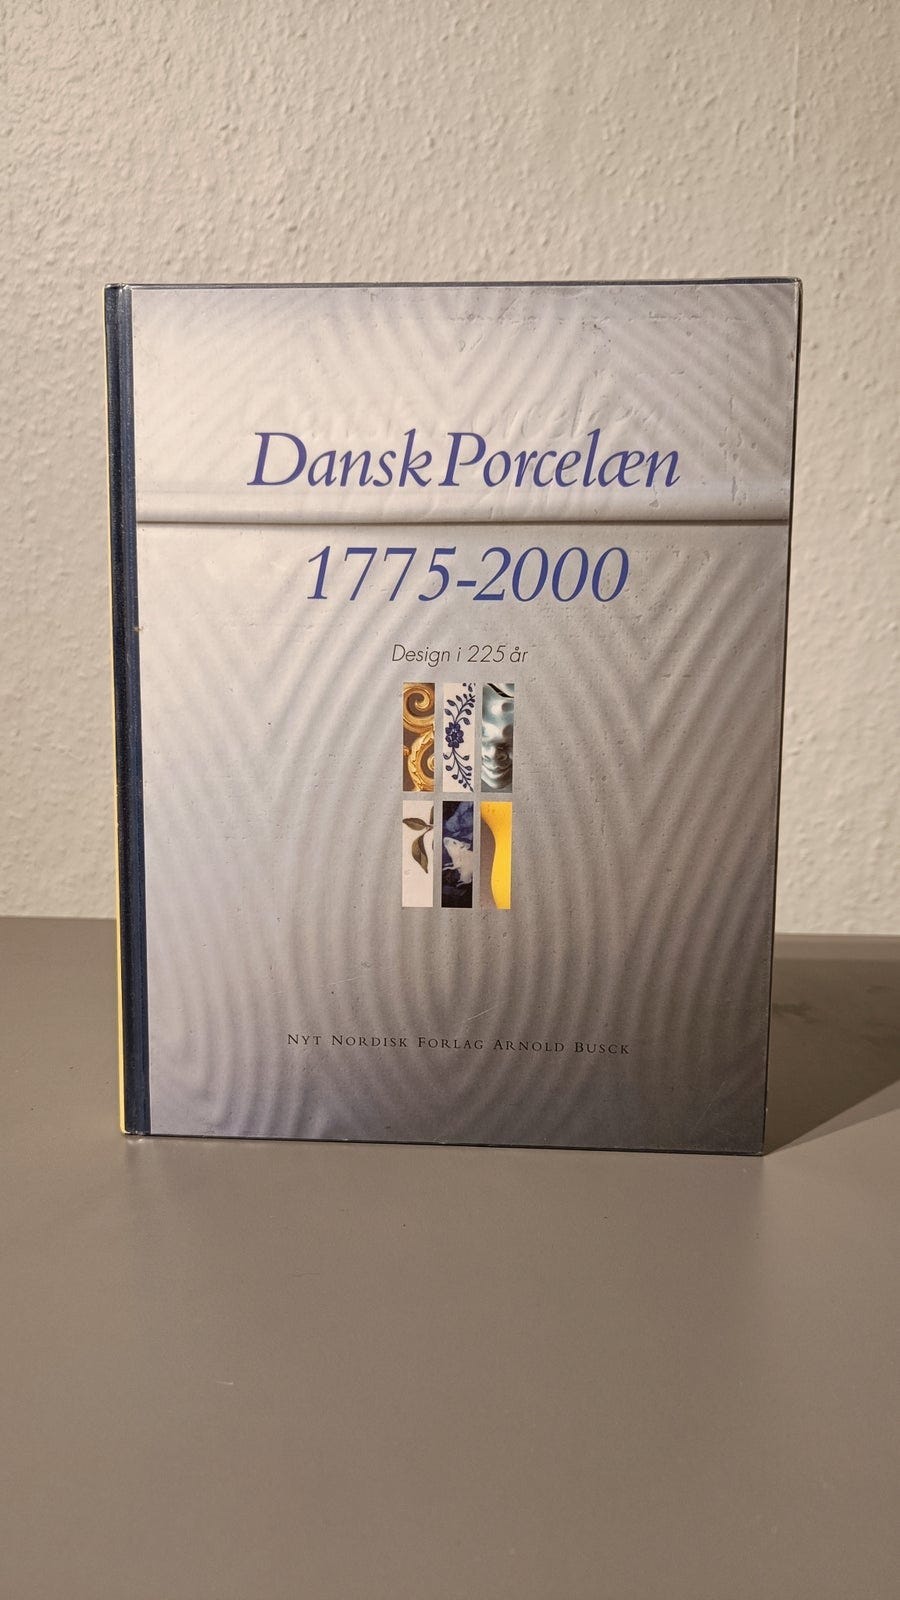 Dansk Porcelæn
1775-2000
Design i 225 år
Nyt Nordisk Forlag Arnold Busck